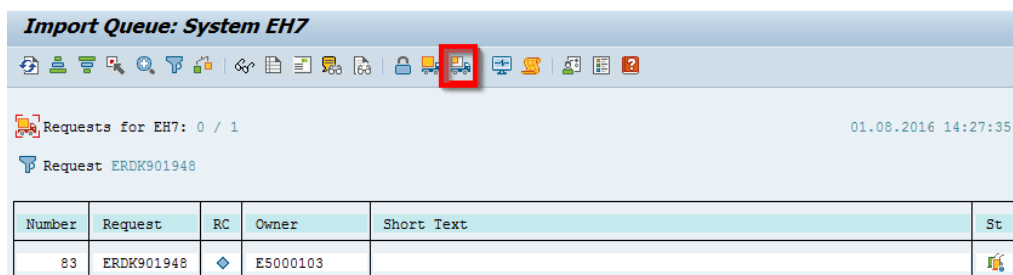 Import Queue: System EH7
Requests for EH7: 0 / 1 01.08.2016 14:27:35
Request ERDK901948
Number Request RC Owner Short Text St
83 ERDK901948 E5000103